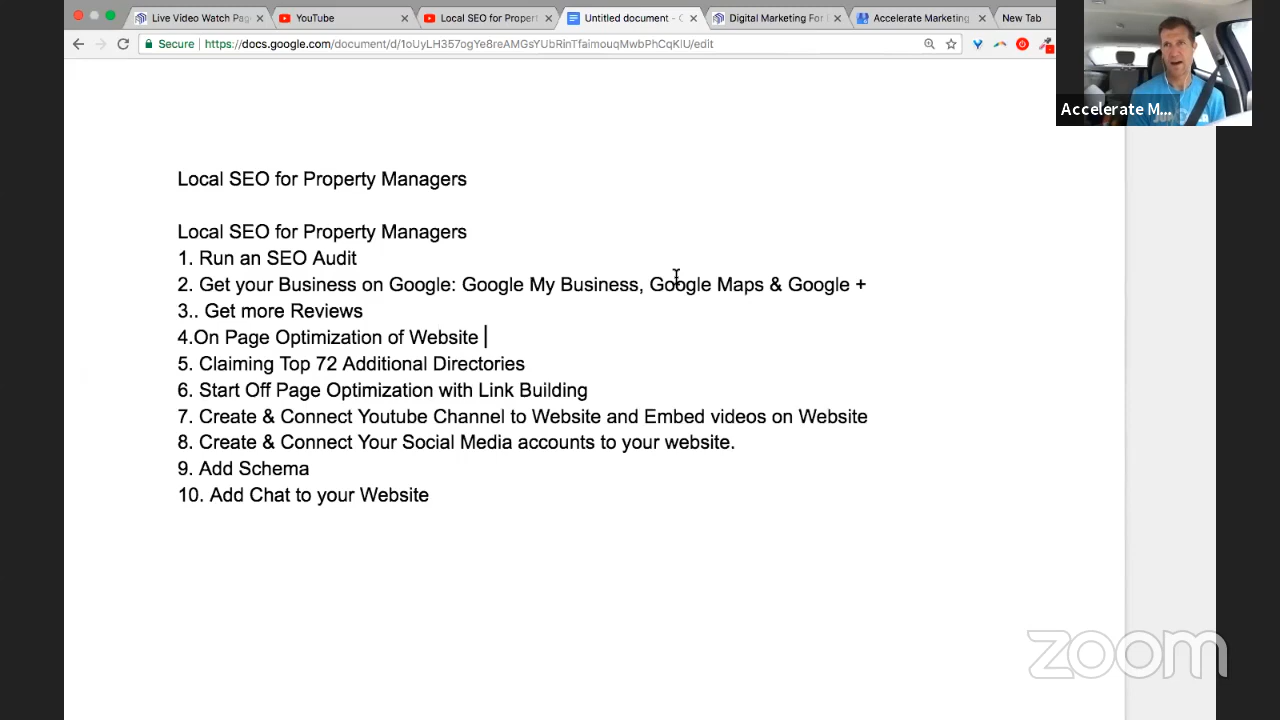 Live Video Watch Pag
YouTube
Local SEO for Propert
Untitled document - G
Digital Marketing For
Accelerate Marketing
New Tab
Secure
https://docs.google.com/document/d/1oUyLH357ogYe8reAMGsYUbRinTfaimouqMwbPhCqKIU/edit
Accelerate M...
Local SEO for Property Managers
Local SEO for Property Managers
1. Run an SEO Audit
2. Get your Business on Google: Google My Business, Google Maps & Google +
3.. Get more Reviews
4.On Page Optimization of Website
5. Claiming Top 72 Additional Directories
6. Start Off Page Optimization with Link Building
7. Create & Connect Youtube Channel to Website and Embed videos on Website
8. Create & Connect Your Social Media accounts to your website.
9. Add Schema
10. Add Chat to your Website
zoom